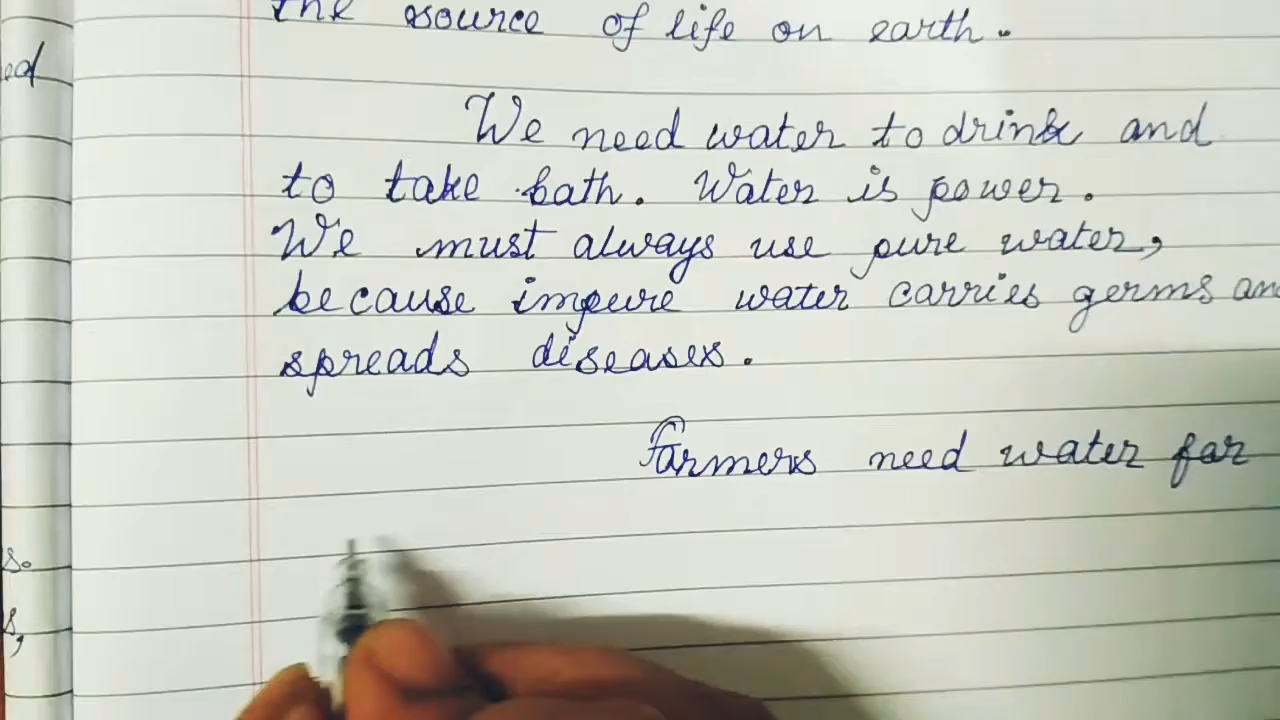 the source of life on earth.
We need water to drink and
to take bath. Water is power.
We must always use pure water,
because impure water carries germs an
spreads diseases.
Farmers need water for
ed
s.
s,